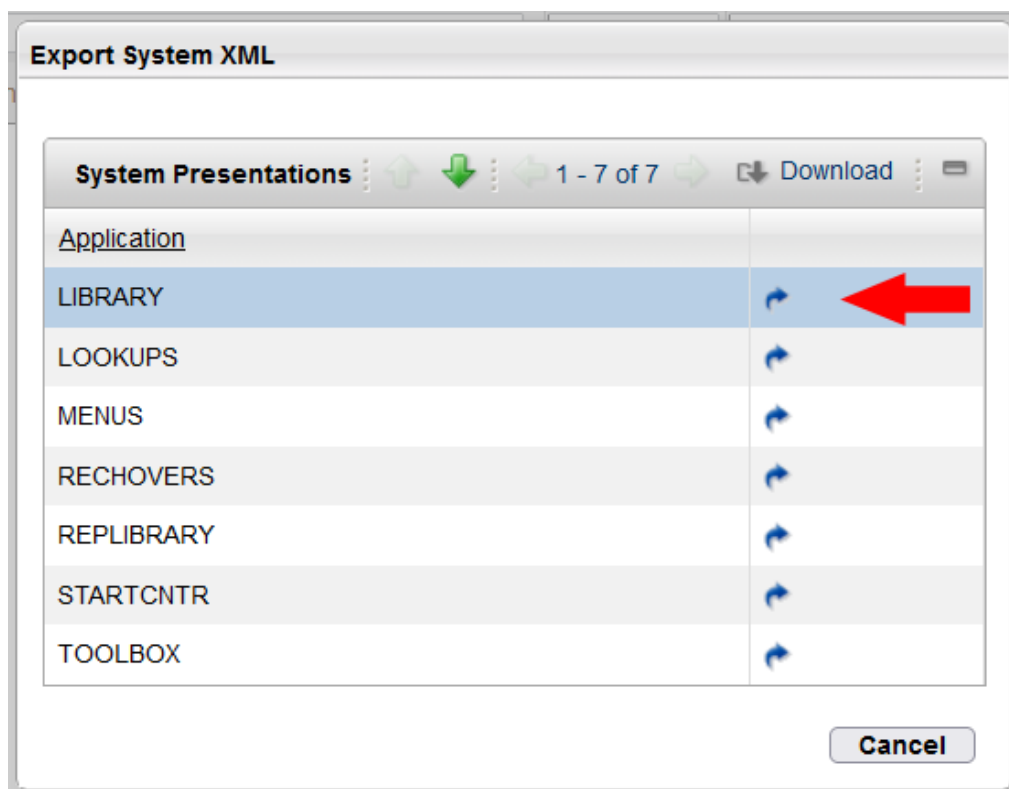 Export System XML
System Presentations 1 - 7 of 7 Download
Application
LIBRARY
LOOKUPS
MENUS
RECHOVERS
REPLIBRARY
STARTCNTR
TOOLBOX
Cancel